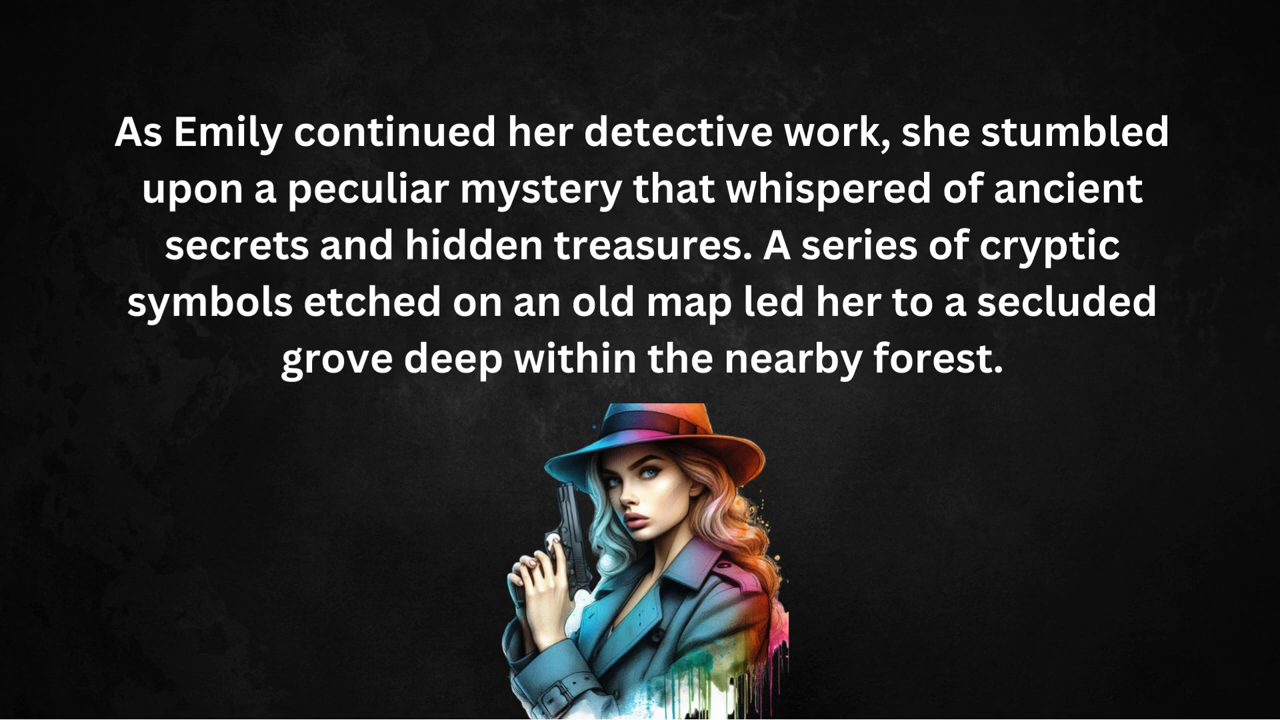 As Emily continued her detective work, she stumbled
upon a peculiar mystery that whispered of ancient
secrets and hidden treasures. A series of cryptic
symbols etched on an old map led her to a secluded
grove deep within the nearby forest.